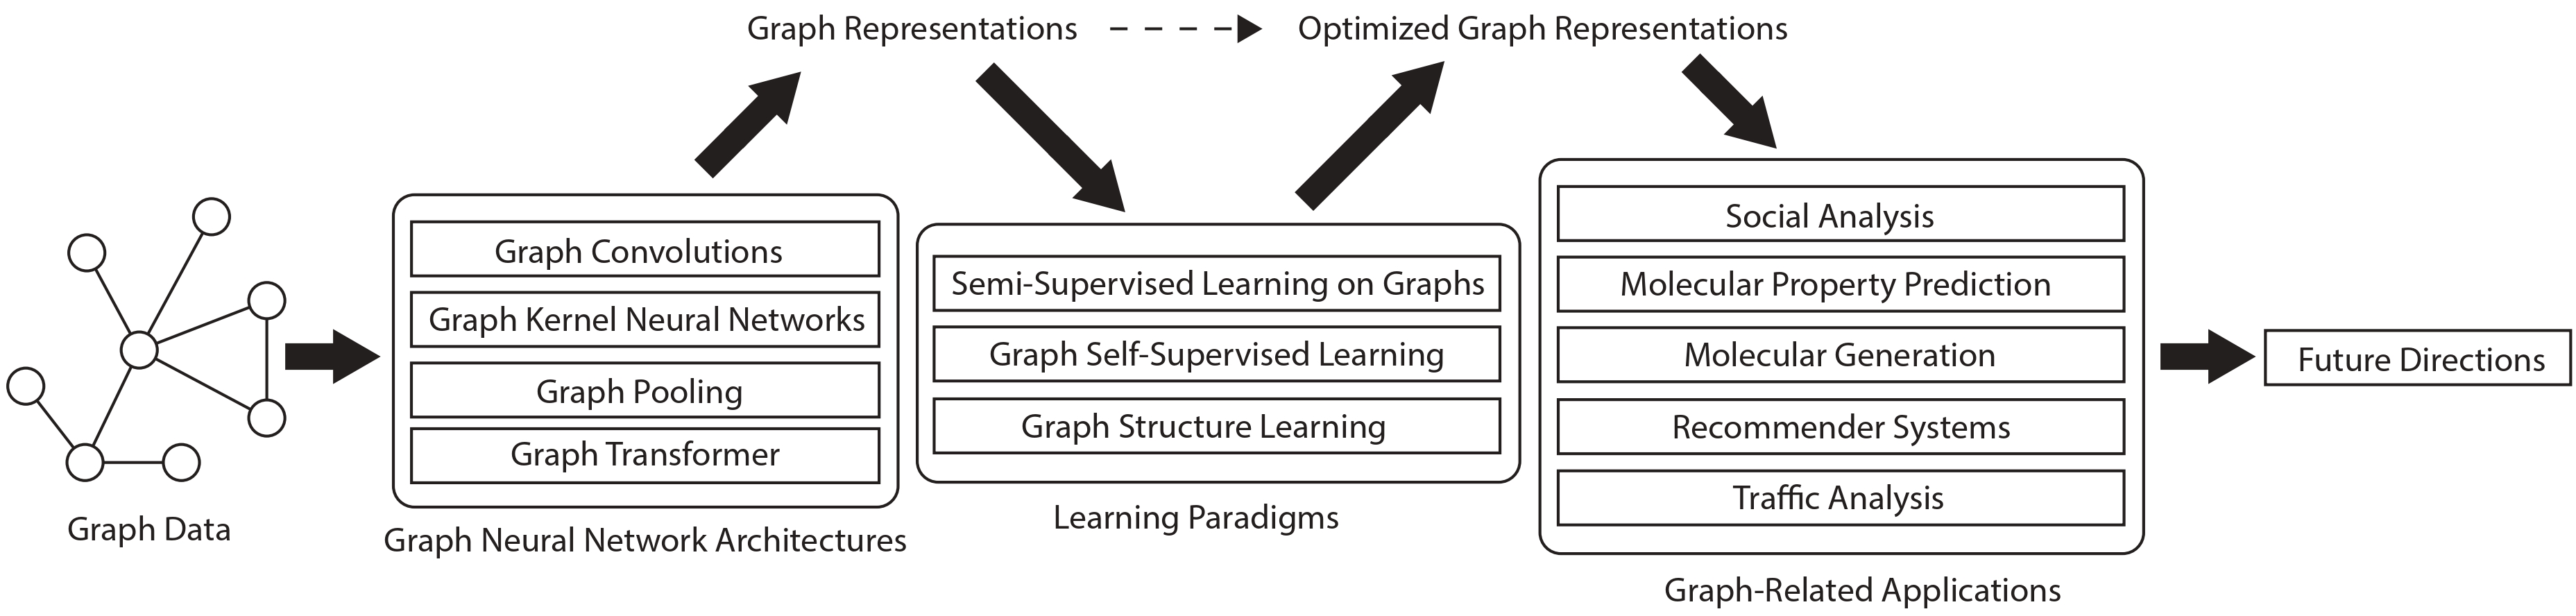 Graph Representations
Optimized Graph Representations
Graph Data
Graph Convolutions
Graph Kernel Neural Networks
Graph Pooling
Graph Transformer
Graph Neural Network Architectures
Semi-Supervised Learning on Graphs
Graph Self-Supervised Learning
Graph Structure Learning
Learning Paradigms
Social Analysis
Molecular Property Prediction
Molecular Generation
Recommender Systems
Traffic Analysis
Graph-Related Applications
Future Directions